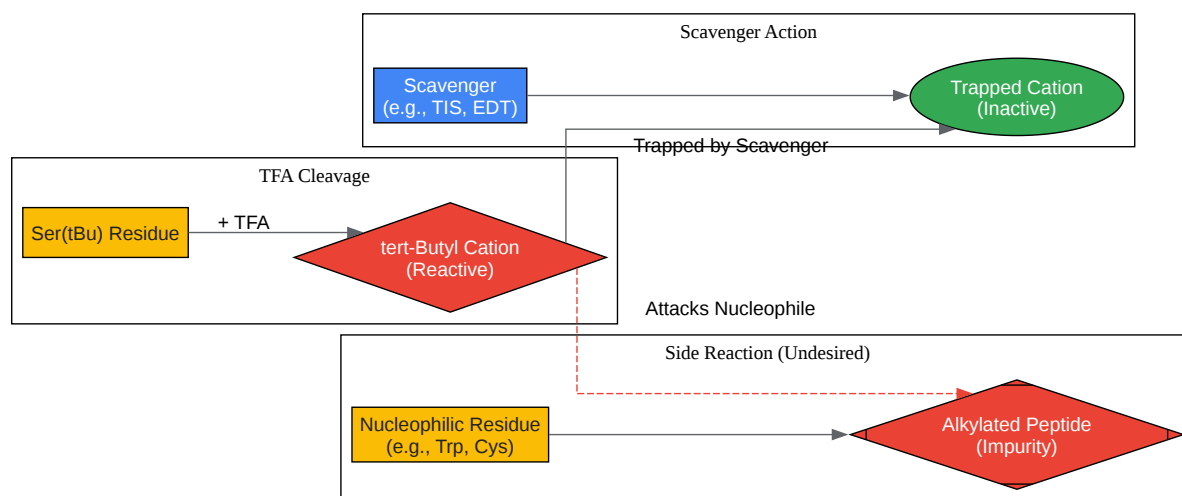 Scavenger Action
Scavenger
(e.g., TIS, EDT)
Trapped Cation
(Inactive)
Trapped by Scavenger
TFA Cleavage
Ser(tBu) Residue
+ TFA
tert-Butyl Cation
(Reactive)
Attacks Nucleophile
Side Reaction (Undesired)
Nucleophilic Residue
(e.g., Trp, Cys)
Alkylated Peptide
(Impurity)